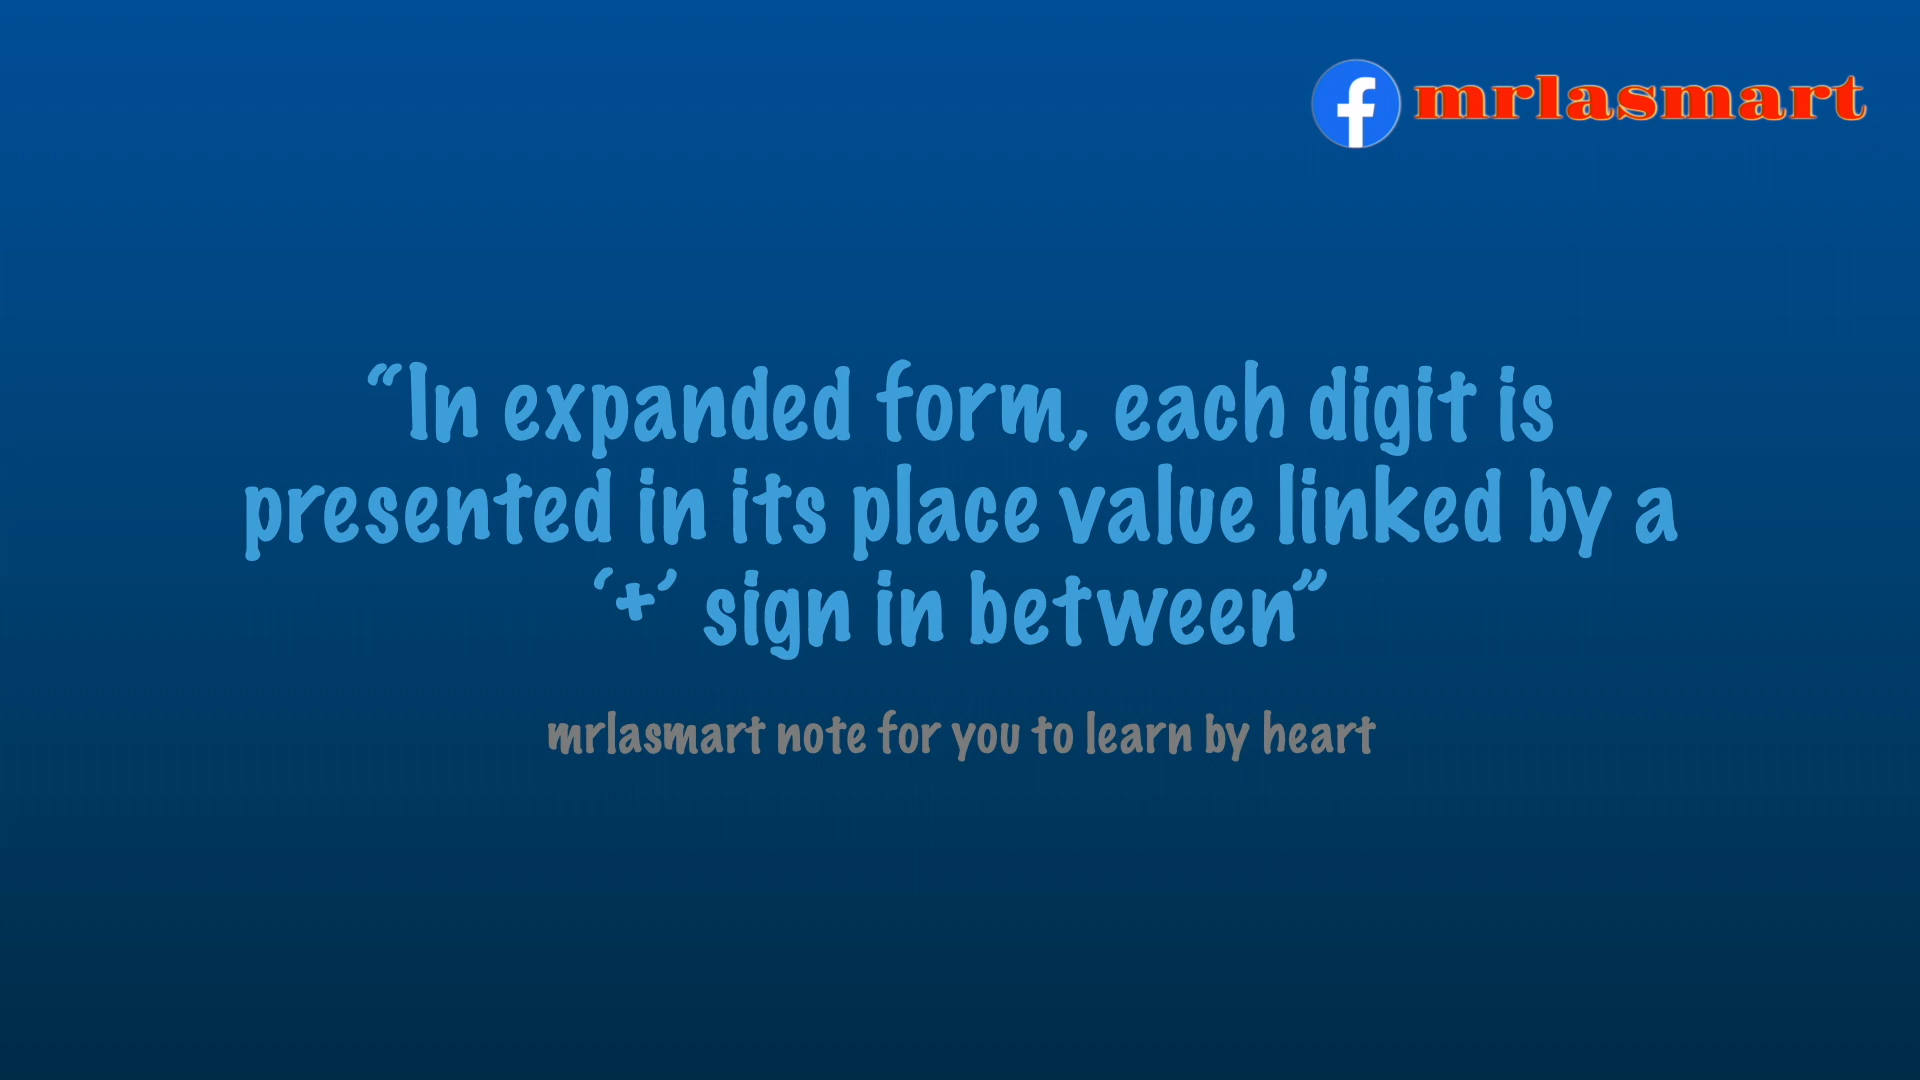 mrlasmart
“In expanded form, each digit is
presented in its place value linked by a
‘+’ sign in between”
mrlasmart note for you to learn by heart